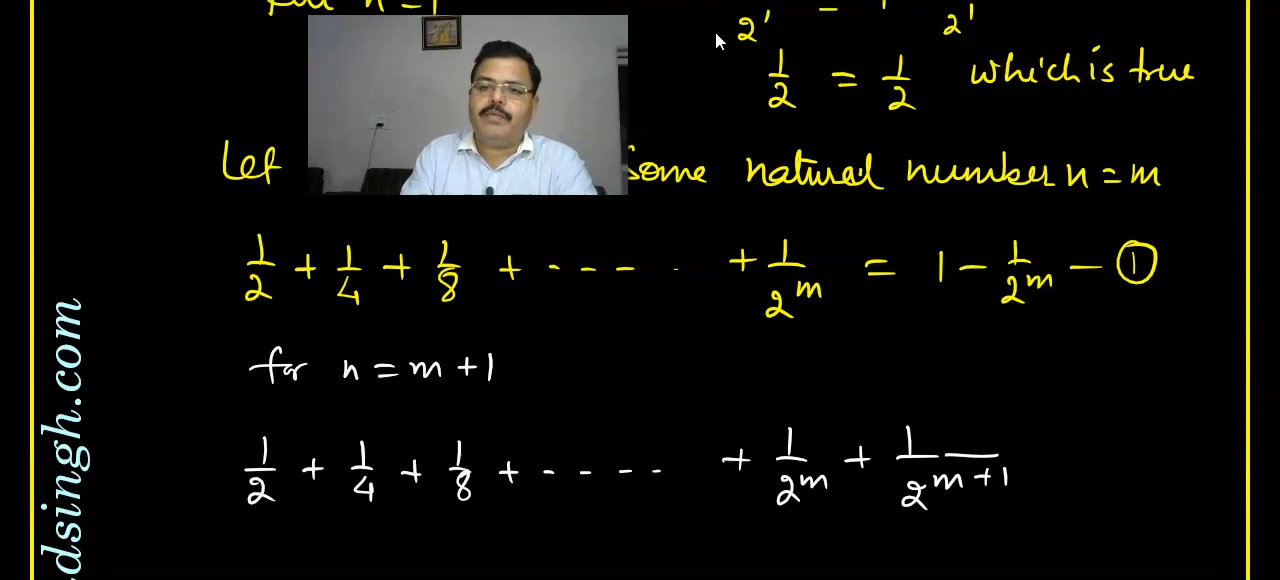 n = 1
2¹ = 2¹
1/2 = 1/2 which is true
Let some natural number n = m
1/2 + 1/4 + 1/8 + - - - - + 1/2^m = 1 - 1/2^m - ①
for n = m + 1
1/2 + 1/4 + 1/8 + - - - - + 1/2^m + 1/2^(m+1)
dsingh.com